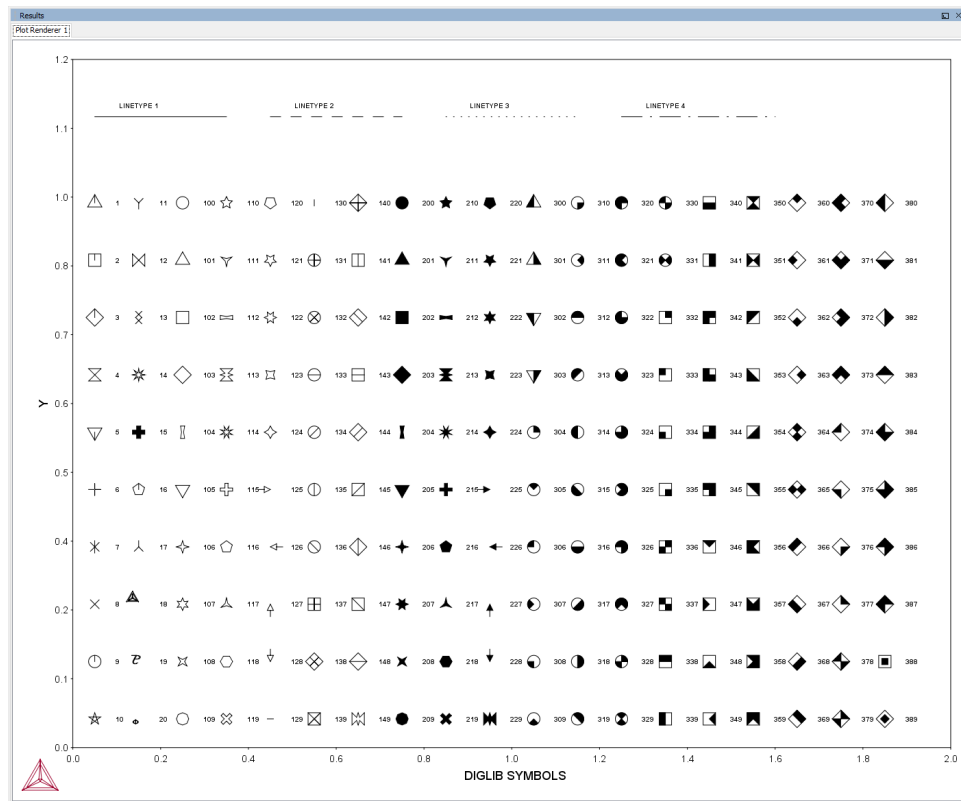 Results
Plot Renderer 1
1.2
LINETYPE 1 LINETYPE 2 LINETYPE 3 LINETYPE 4
1.1
1.0 1 11 100 110 120 130 140 200 210 220 300 310 320 330 340 350 360 370 380
0.8 2 12 101 111 121 131 141 201 211 221 301 311 321 331 341 351 361 371 381
3 13 102 112 122 132 142 202 212 222 302 312 322 332 342 352 362 372 382
0.7
4 14 103 113 123 133 143 203 213 223 303 313 323 333 343 353 363 373 383
Y 0.6
5 15 104 114 124 134 144 204 214 224 304 314 324 334 344 354 364 374 384
0.5
6 16 105 115 125 135 145 205 215 225 305 315 325 335 345 355 365 375 385
0.4 7 17 106 116 126 136 146 206 216 226 306 316 326 336 346 356 366 376 386
0.2 8 18 107 117 127 137 147 207 217 227 307 317 327 337 347 357 367 377 387
9 19 108 118 128 138 148 208 218 228 308 318 328 338 348 358 368 378 388
0.1
10 20 109 119 129 139 149 209 219 229 309 319 329 339 349 359 369 379 389
0.0
0.0 0.2 0.4 0.6 0.8 1.0 1.2 1.4 1.6 1.8 2.0
DIGLIB SYMBOLS